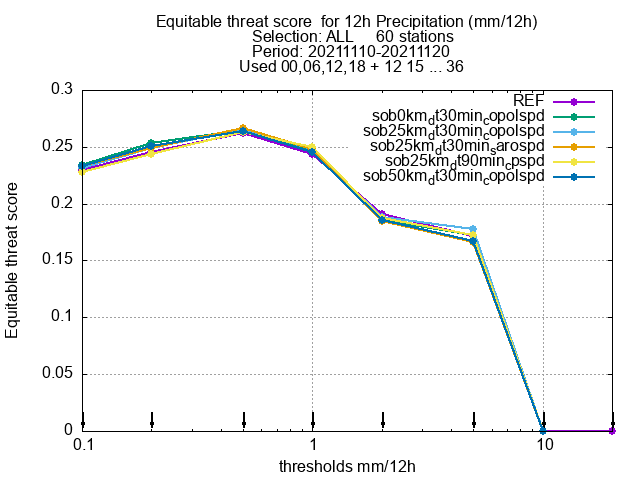 Equitable threat score  for 12h Precipitation (mm/12h)
Selection: ALL     60 stations
Period: 20211110-20211120
Used 00,06,12,18 + 12 15 ... 36
REF
sob0km_dt30min_copolspd
sob25km_dt30min_copolspd
sob25km_dt30min_sarospd
sob25km_dt90min_cpspd
sob50km_dt30min_copolspd
Equitable threat score
0.3
0.25
0.2
0.15
0.1
0.05
0
0.1 1 10
thresholds mm/12h